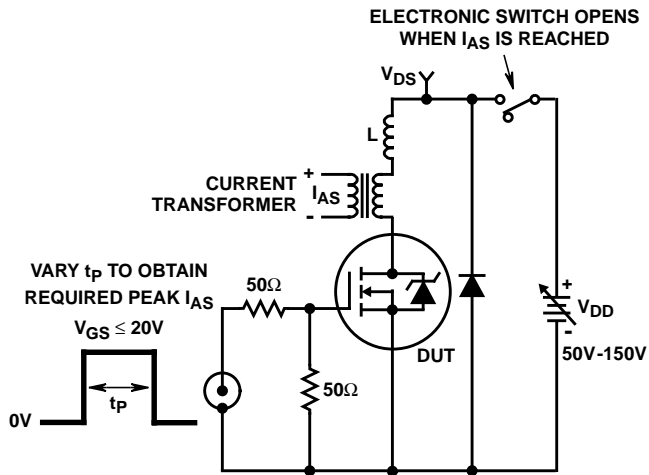 ELECTRONIC SWITCH OPENS
WHEN IAS IS REACHED
VDS
L
+
CURRENT
TRANSFORMER
IAS
-
VARY tP TO OBTAIN
REQUIRED PEAK IAS
50Ω
VGS ≤ 20V
+
VDD
-
DUT
50V-150V
50Ω
tP
0V